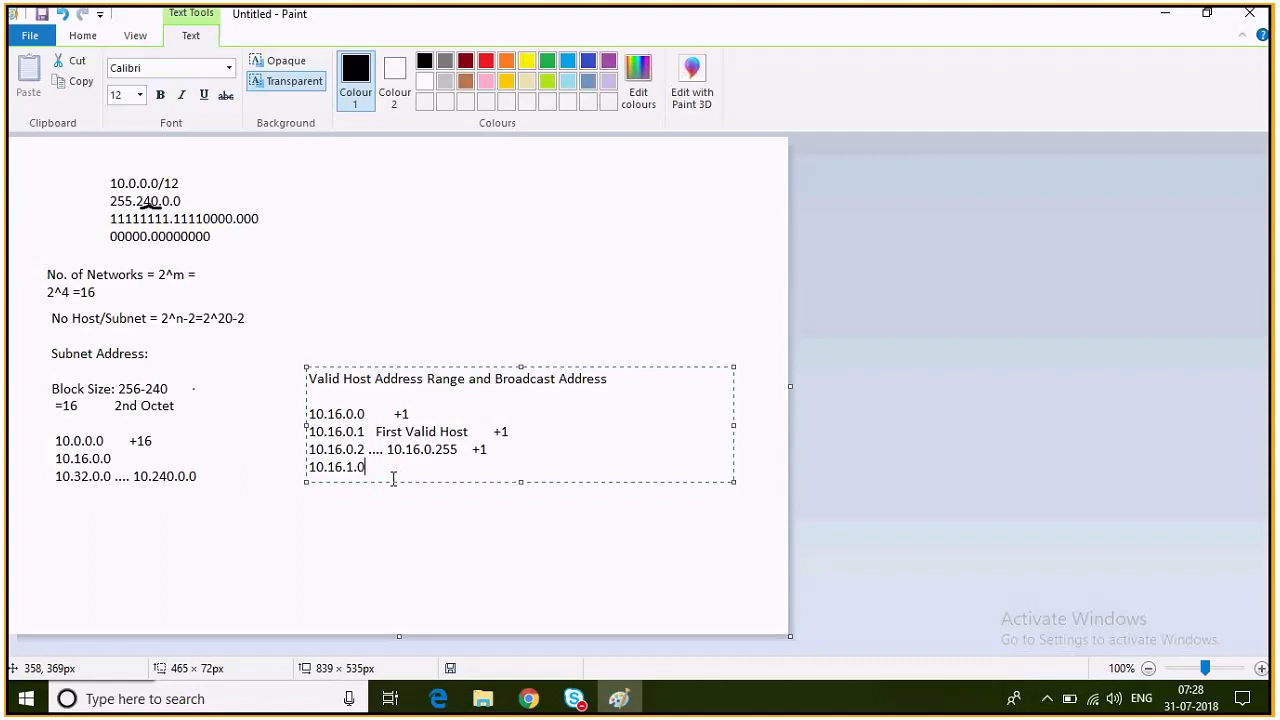 Text Tools
Untitled - Paint
File
Home
View
Text
Paste
Cut
Copy
Clipboard
Calibri
12
B I U abc
Font
Opaque
Transparent
Background
Colour 1
Colour 2
Edit colours
Colours
Edit with Paint 3D
10.0.0.0/12
255.240.0.0
11111111.11110000.000
00000.00000000
No. of Networks = 2^m =
2^4 =16
No Host/Subnet = 2^n-2=2^20-2
Subnet Address:
Block Size: 256-240
=16 2nd Octet
10.0.0.0 +16
10.16.0.0
10.32.0.0 .... 10.240.0.0
Valid Host Address Range and Broadcast Address
10.16.0.0 +1
10.16.0.1 First Valid Host +1
10.16.0.2 .... 10.16.0.255 +1
10.16.1.0
Activate Windows
Go to Settings to activate Windows.
358, 369px
465 × 72px
839 × 535px
100%
Type here to search
ENG
07:28
31-07-2018